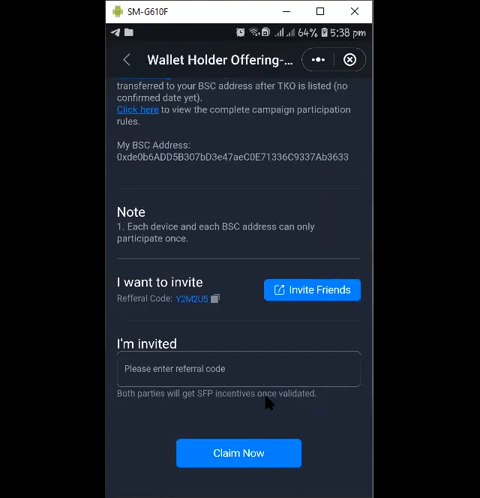 SM-G610F
64% 5:38 pm
Wallet Holder Offering-...
transferred to your BSC address after TKO is listed (no
confirmed date yet).
Click here to view the complete campaign participation
rules.
My BSC Address:
0xde0b6ADD5B307bD3e47aeC0E71336C9337Ab3633
Note
1. Each device and each BSC address can only
participate once.
I want to invite
Refferal Code: Y2M2U5
Invite Friends
I'm invited
Please enter referral code
Both parties will get SFP incentives once validated.
Claim Now